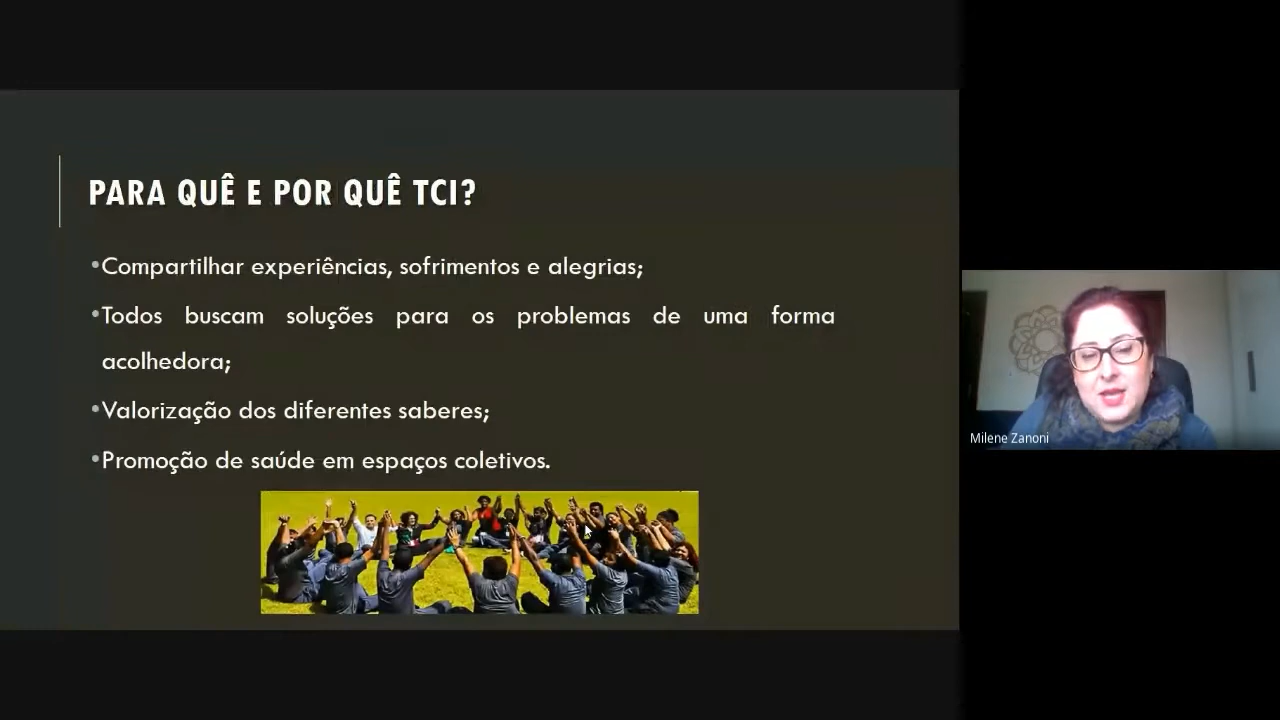 PARA QUÊ E POR QUÊ TCI?
•Compartilhar experiências, sofrimentos e alegrias;
•Todos buscam soluções para os problemas de uma forma
acolhedora;
•Valorização dos diferentes saberes;
•Promoção de saúde em espaços coletivos.
Milene Zanoni